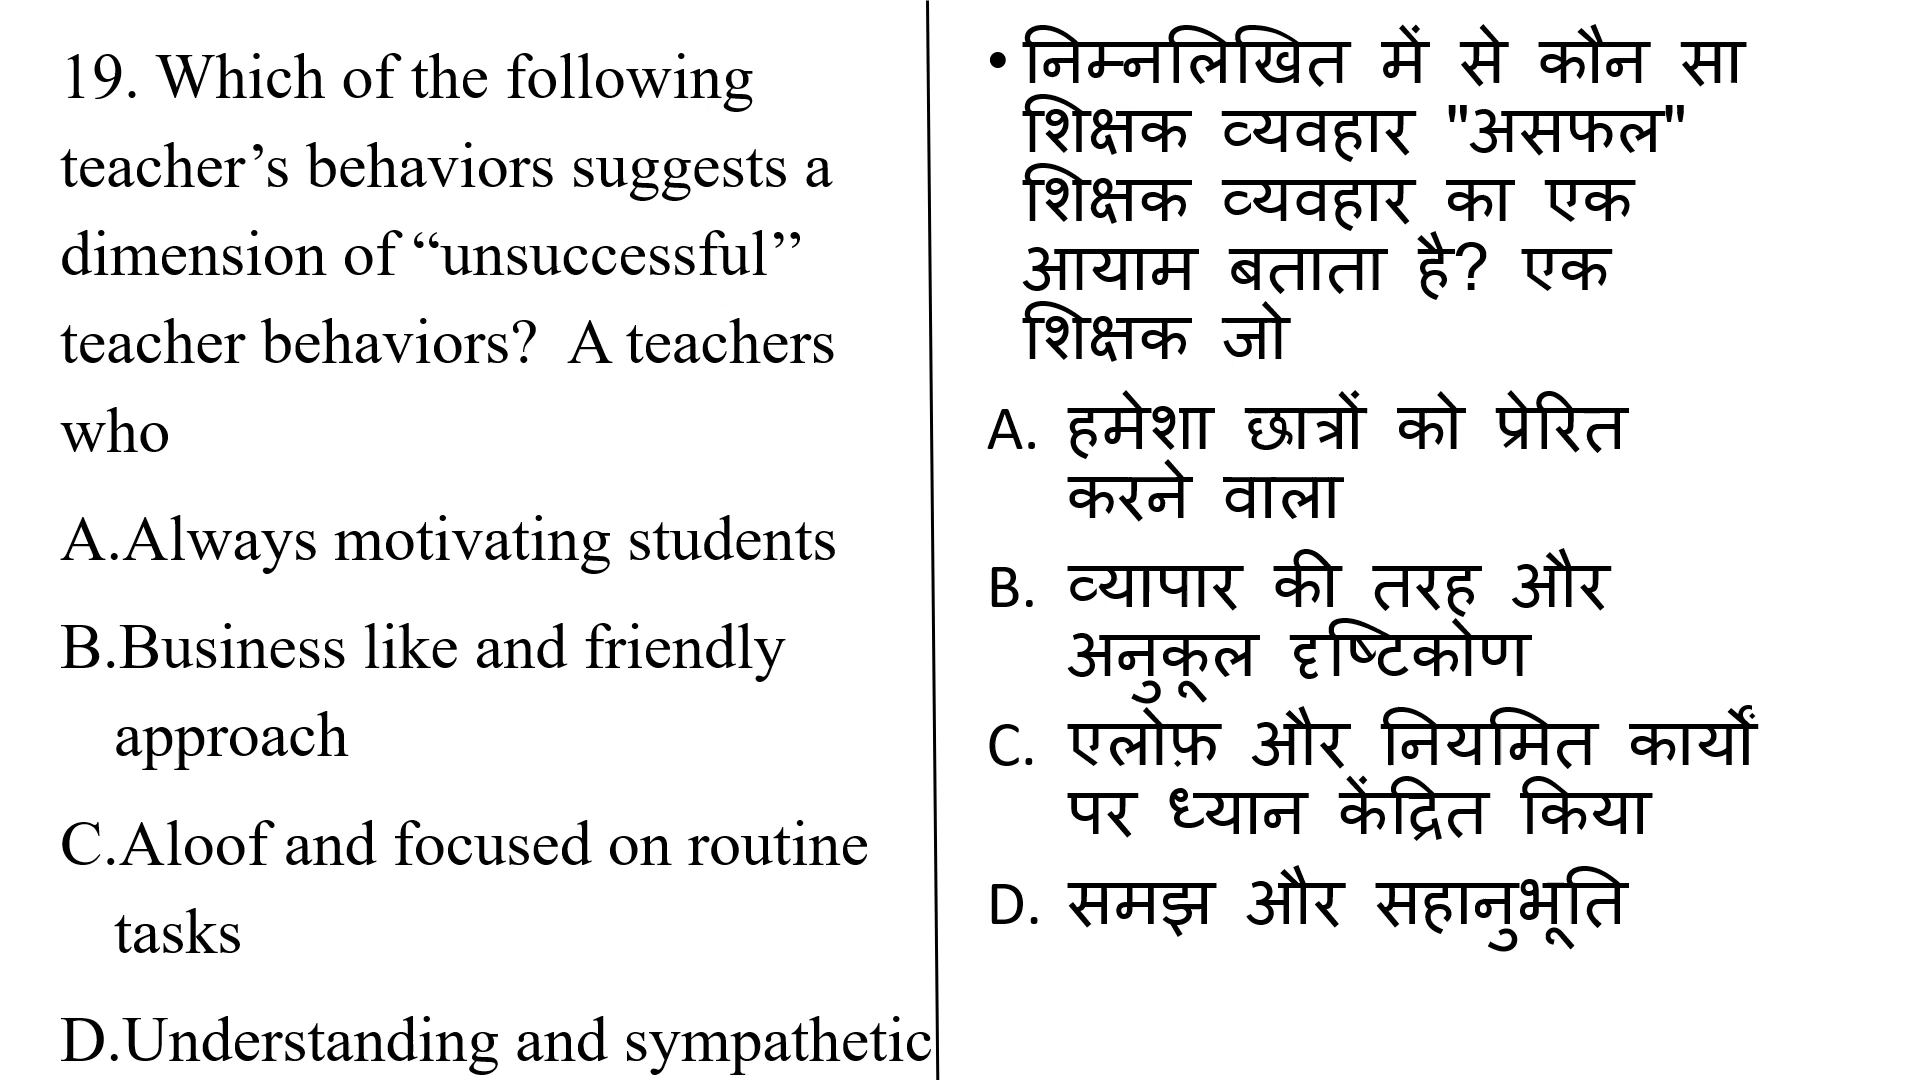 19. Which of the following
teacher’s behaviors suggests a
dimension of ‘‘unsuccessful’’
teacher behaviors?  A teachers
who
A.Always motivating students
B.Business like and friendly
approach
C.Aloof and focused on routine
tasks
D.Understanding and sympathetic
• निम्नलिखित में से कौन सा
शिक्षक व्यवहार "असफल"
शिक्षक व्यवहार का एक
आयाम बताता है? एक
शिक्षक जो
A. हमेशा छात्रों को प्रेरित
करने वाला
B. व्यापार की तरह और
अनुकूल दृष्टिकोण
C. एलोफ़ और नियमित कार्यों
पर ध्यान केंद्रित किया
D. समझ और सहानुभूति